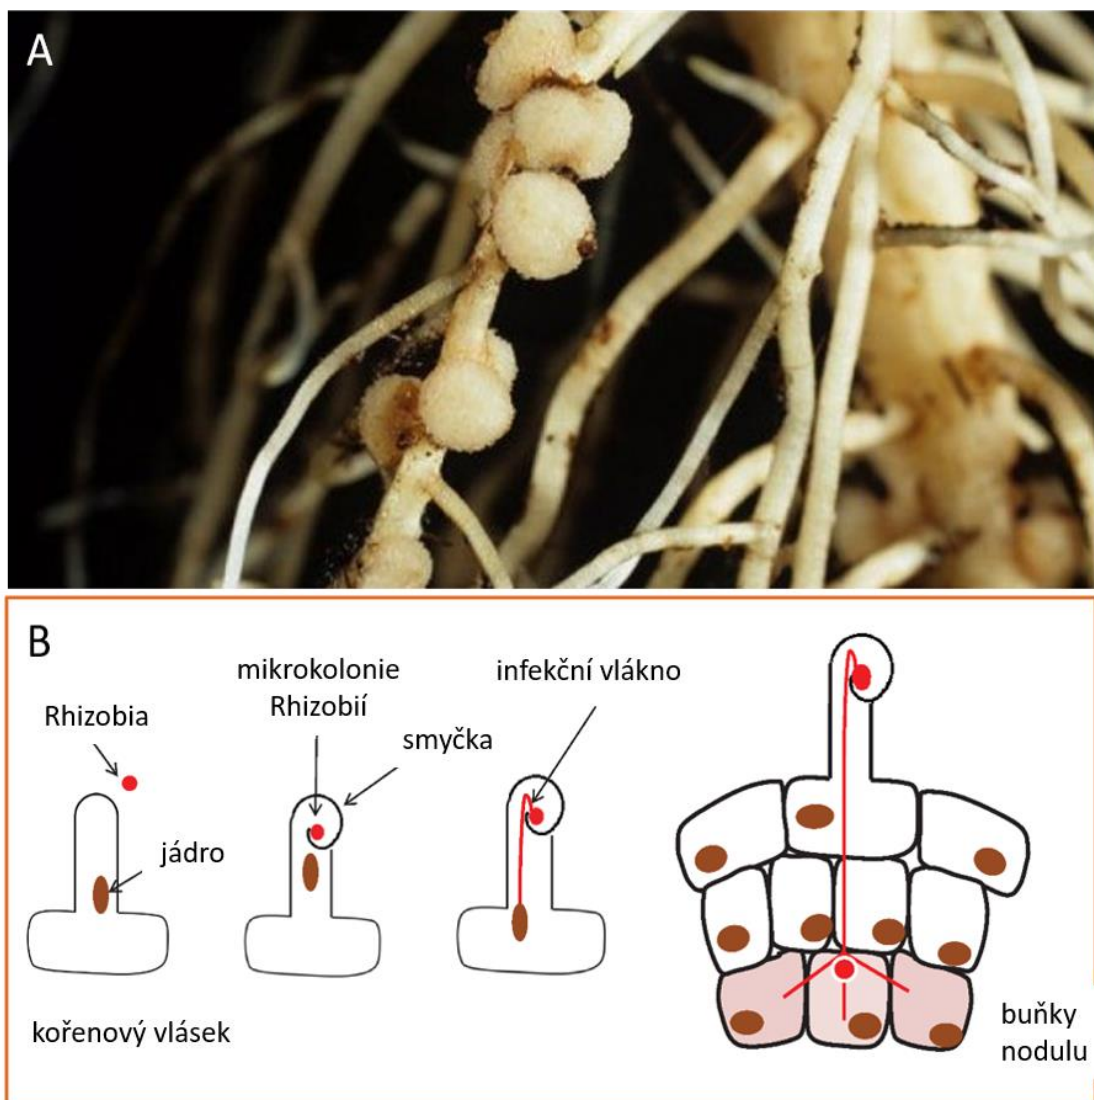 A
B
Rhizobia
mikrokolonie
Rhizobií
infekční vlákno
smyčka
jádro
kořenový vlásek
buňky
nodulu